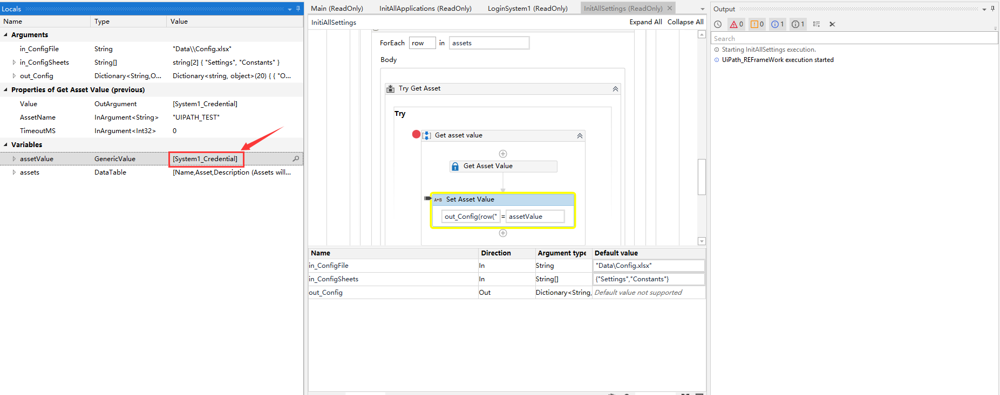 Locals
Name Type Value
Arguments
in_ConfigFile String "Data\\Config.xlsx"
in_ConfigSheets String[] string[2] { "Settings", "Constants" }
out_Config Dictionary<String,O... Dictionary<string, object>(20) { { "O...
Properties of Get Asset Value (previous)
Value OutArgument [System1_Credential]
AssetName InArgument<String> "UIPATH_TEST"
TimeoutMS InArgument<Int32> 0
Variables
assetValue GenericValue [System1_Credential]
assets DataTable [Name,Asset,Description (Assets will...
Main (ReadOnly) InitAllApplications (ReadOnly) LoginSystem1 (ReadOnly) InitAllSettings (ReadOnly)
InitiAllSettings Expand All Collapse All
ForEach row in assets
Body
Try Get Asset
Try
Get asset value
Get Asset Value
A+B Set Asset Value
out_Config(row(" = assetValue
Name Direction Argument type Default value
in_ConfigFile In String "Data\Config.xlsx"
in_ConfigSheets In String[] {"Settings","Constants"}
out_Config Out Dictionary<String, Default value not supported
Output
0 0 1 1
Search
Starting InitAllSettings execution.
UiPath_REFrameWork execution started